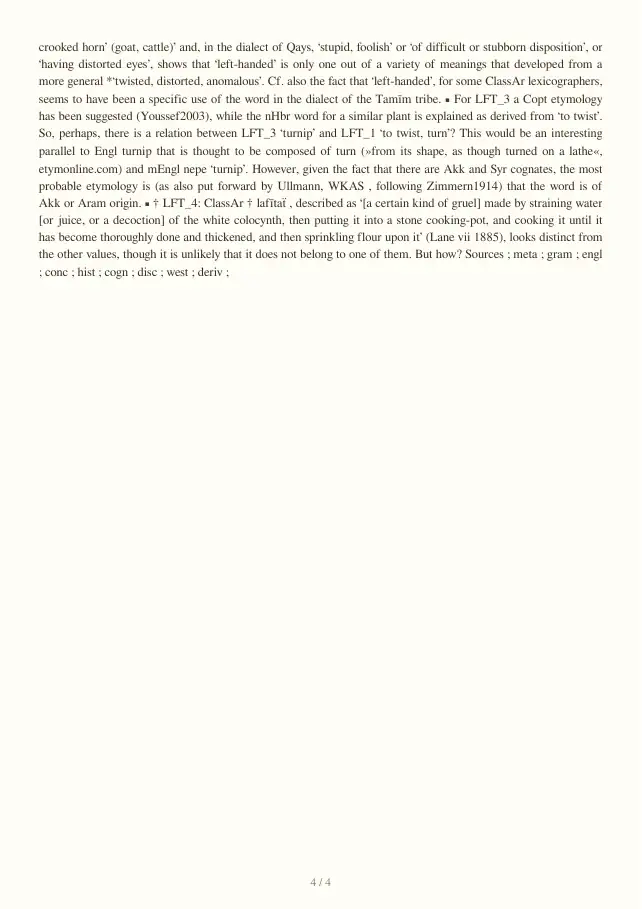 crooked horn’ (goat, cattle)’ and, in the dialect of Qays, ‘stupid, foolish’ or ‘of difficult or stubborn disposition’, or
‘having distorted eyes’, shows that ‘left-handed’ is only one out of a variety of meanings that developed from a
more general *‘twisted, distorted, anomalous’. Cf. also the fact that ‘left-handed’, for some ClassAr lexicographers,
seems to have been a specific use of the word in the dialect of the Tamīm tribe. ▪ For LFT_3 a Copt etymology
has been suggested (Youssef2003), while the nHbr word for a similar plant is explained as derived from ‘to twist’.
So, perhaps, there is a relation between LFT_3 ‘turnip’ and LFT_1 ‘to twist, turn’? This would be an interesting
parallel to Engl turnip that is thought to be composed of turn (»from its shape, as though turned on a lathe«,
etymonline.com) and mEngl nepe ‘turnip’. However, given the fact that there are Akk and Syr cognates, the most
probable etymology is (as also put forward by Ullmann, WKAS , following Zimmern1914) that the word is of
Akk or Aram origin. ▪ † LFT_4: ClassAr † lafītaẗ , described as ‘[a certain kind of gruel] made by straining water
[or juice, or a decoction] of the white colocynth, then putting it into a stone cooking-pot, and cooking it until it
has become thoroughly done and thickened, and then sprinkling flour upon it’ (Lane vii 1885), looks distinct from
the other values, though it is unlikely that it does not belong to one of them. But how? Sources ; meta ; gram ; engl
; conc ; hist ; cogn ; disc ; west ; deriv ;
4 / 4